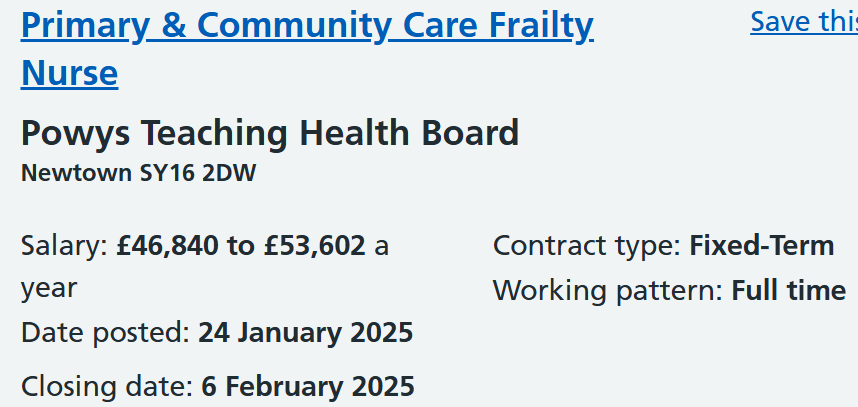 Primary & Community Care Frailty
Nurse
Save this
Powys Teaching Health Board
Newtown SY16 2DW
Salary: £46,840 to £53,602 a
year
Contract type: Fixed-Term
Working pattern: Full time
Date posted: 24 January 2025
Closing date: 6 February 2025